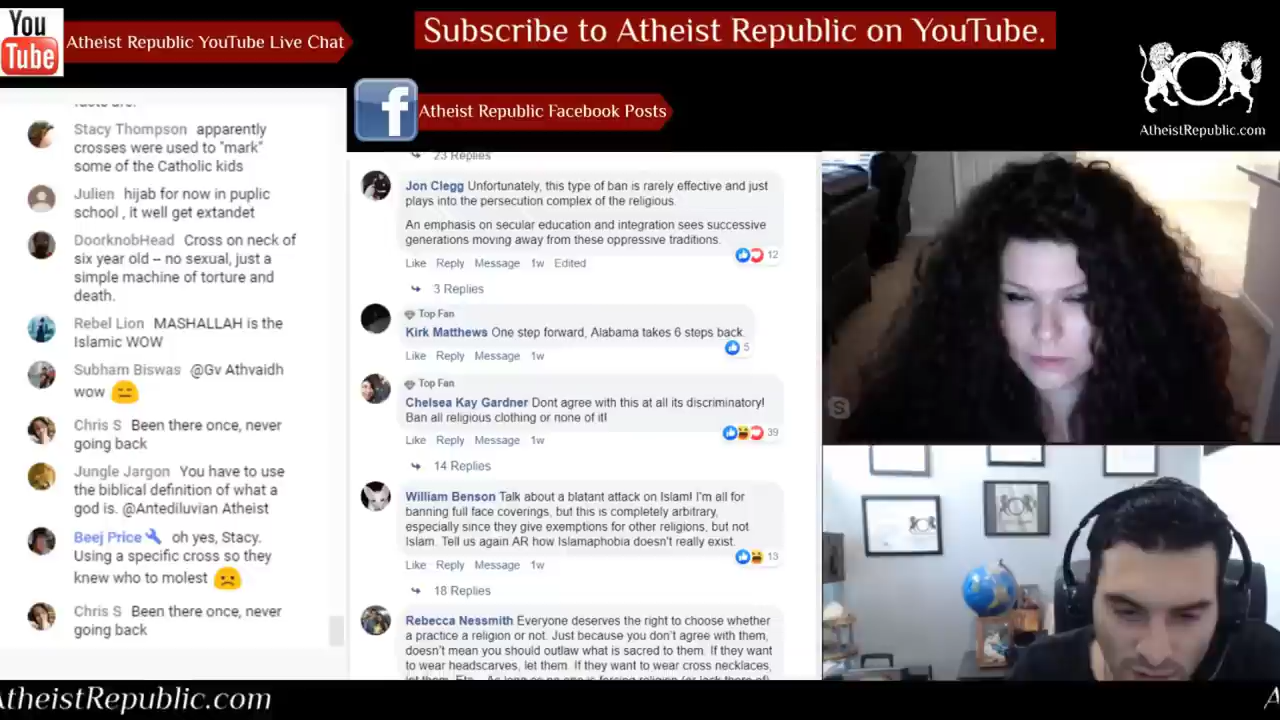 You
Tube
Atheist Republic YouTube Live Chat
Subscribe to Atheist Republic on YouTube.
AtheistRepublic.com
f
Atheist Republic Facebook Posts
Stacy Thompson apparently
crosses were used to "mark"
some of the Catholic kids
Julien hijab for now in puplic
school , it well get extandet
DoorknobHead Cross on neck of
six year old – no sexual, just a
simple machine of torture and
death.
Rebel Lion MASHALLAH is the
Islamic WOW
Subham Biswas @Gv Athvaidh
wow
Chris S Been there once, never
going back
Jungle Jargon You have to use
the biblical definition of what a
god is. @Antediluvian Atheist
Beej Price oh yes, Stacy.
Using a specific cross so they
knew who to molest
Chris S Been there once, never
going back
23 Replies
Jon Clegg Unfortunately, this type of ban is rarely effective and just
plays into the persecution complex of the religious.
An emphasis on secular education and integration sees successive
generations moving away from these oppressive traditions.
12
Like Reply Message 1w Edited
3 Replies
Top Fan
Kirk Matthews One step forward, Alabama takes 6 steps back.
5
Like Reply Message 1w
Top Fan
Chelsea Kay Gardner Dont agree with this at all its discriminatory!
Ban all religious clothing or none of it!
39
Like Reply Message 1w
14 Replies
William Benson Talk about a blatant attack on Islam! I'm all for
banning full face coverings, but this is completely arbitrary,
especially since they give exemptions for other religions, but not
Islam. Tell us again AR how Islamaphobia doesn't really exist.
13
Like Reply Message 1w
18 Replies
Rebecca Nessmith Everyone deserves the right to choose whether
a practice a religion or not. Just because you don't agree with them,
doesn't mean you should outlaw what is sacred to them. If they want
to wear headscarves, let them. If they want to wear cross necklaces,
let them. Etc. As long as no one is forcing religion (or lack there of)
AtheistRepublic.com